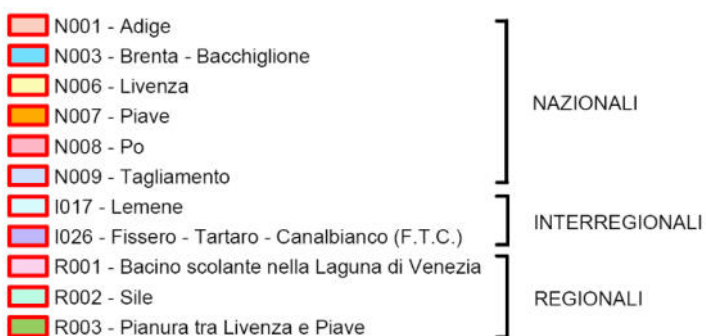 N001 - Adige
N003 - Brenta - Bacchiglione
N006 - Livenza
N007 - Piave
N008 - Po
N009 - Tagliamento
NAZIONALI
I017 - Lemene
I026 - Fissero - Tartaro - Canalbianco (F.T.C.)
INTERREGIONALI
R001 - Bacino scolante nella Laguna di Venezia
R002 - Sile
R003 - Pianura tra Livenza e Piave
REGIONALI